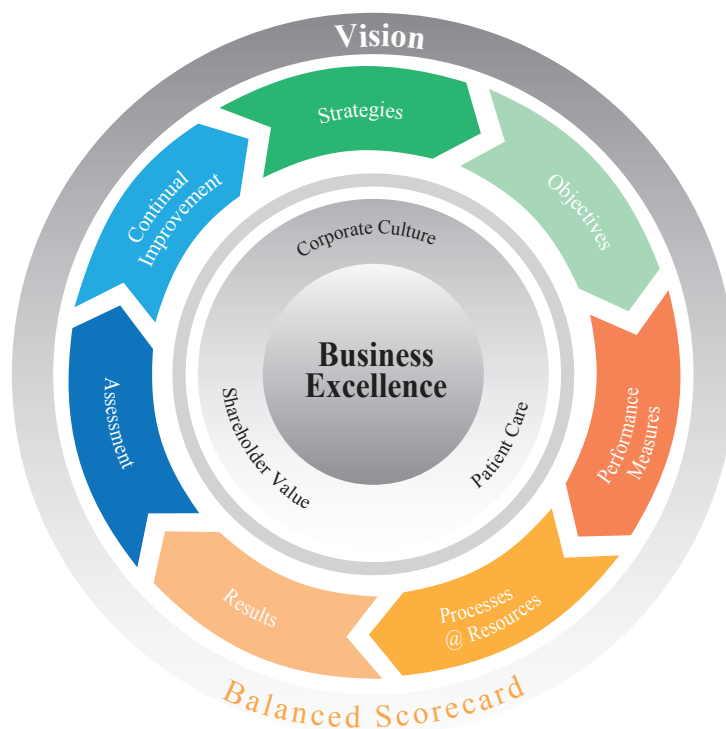 Vision
Strategies
Objectives
Performance
Measures
Processes
@ Resources
Results
Assessment
Continual
Improvement
Corporate Culture
Patient Care
Shareholder Value
Business
Excellence
Balanced Scorecard